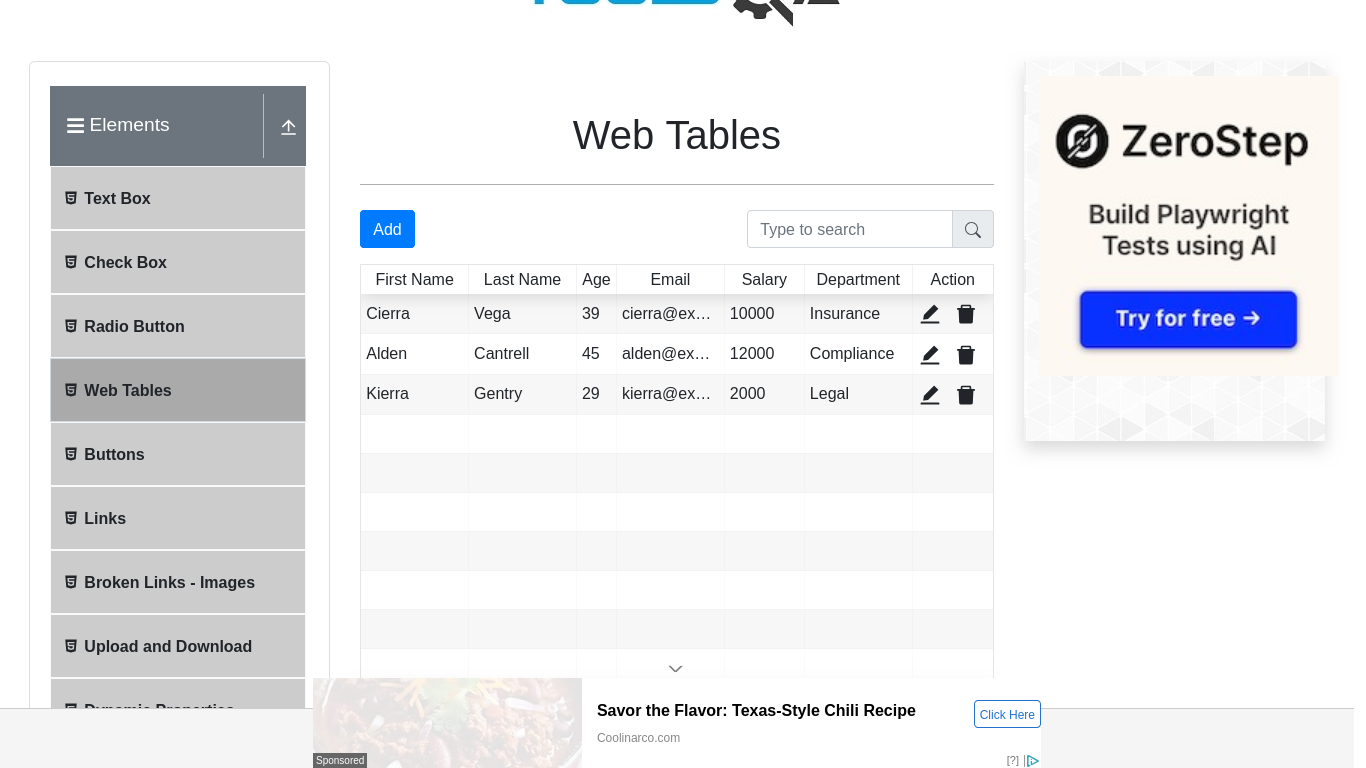 Elements
Text Box
Check Box
Radio Button
Web Tables
Buttons
Links
Broken Links - Images
Upload and Download
Dynamic Properties
Web Tables
Add
Type to search
First Name Last Name Age Email Salary Department Action
Cierra Vega 39 cierra@ex... 10000 Insurance
Alden Cantrell 45 alden@ex... 12000 Compliance
Kierra Gentry 29 kierra@ex... 2000 Legal
ZeroStep
Build Playwright
Tests using AI
Try for free →
Savor the Flavor: Texas-Style Chili Recipe
Coolinarco.com
Click Here
Sponsored
[?]